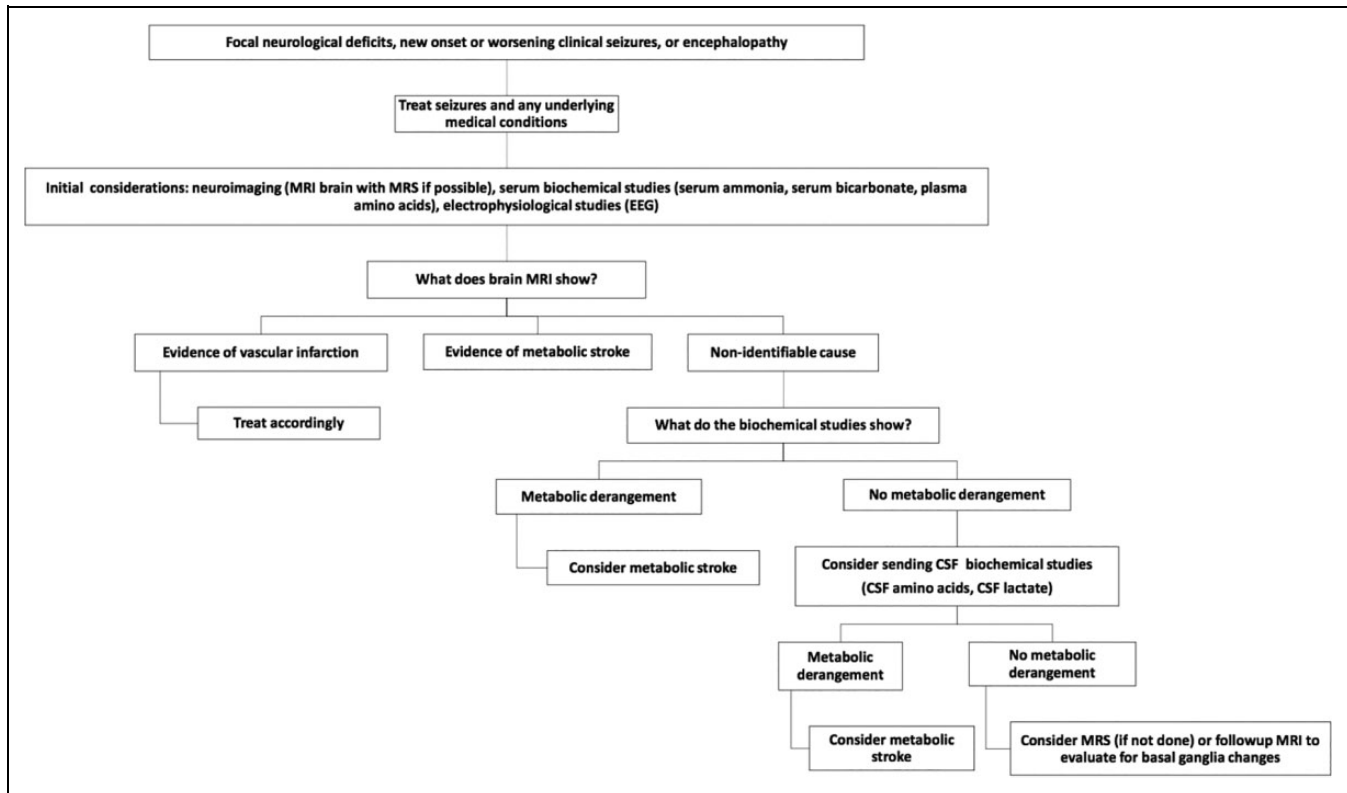 Focal neurological deficits, new onset or worsening clinical seizures, or encephalopathy
Treat seizures and any underlying
medical conditions
Initial considerations: neuroimaging (MRI brain with MRS if possible), serum biochemical studies (serum ammonia, serum bicarbonate, plasma
amino acids), electrophysiological studies (EEG)
What does brain MRI show?
Evidence of vascular infarction
Evidence of metabolic stroke
Non-identifiable cause
Treat accordingly
What do the biochemical studies show?
Metabolic derangement
No metabolic derangement
Consider metabolic stroke
Consider sending CSF biochemical studies
(CSF amino acids, CSF lactate)
Metabolic
derangement
No metabolic
derangement
Consider metabolic
stroke
Consider MRS (if not done) or followup MRI to
evaluate for basal ganglia changes